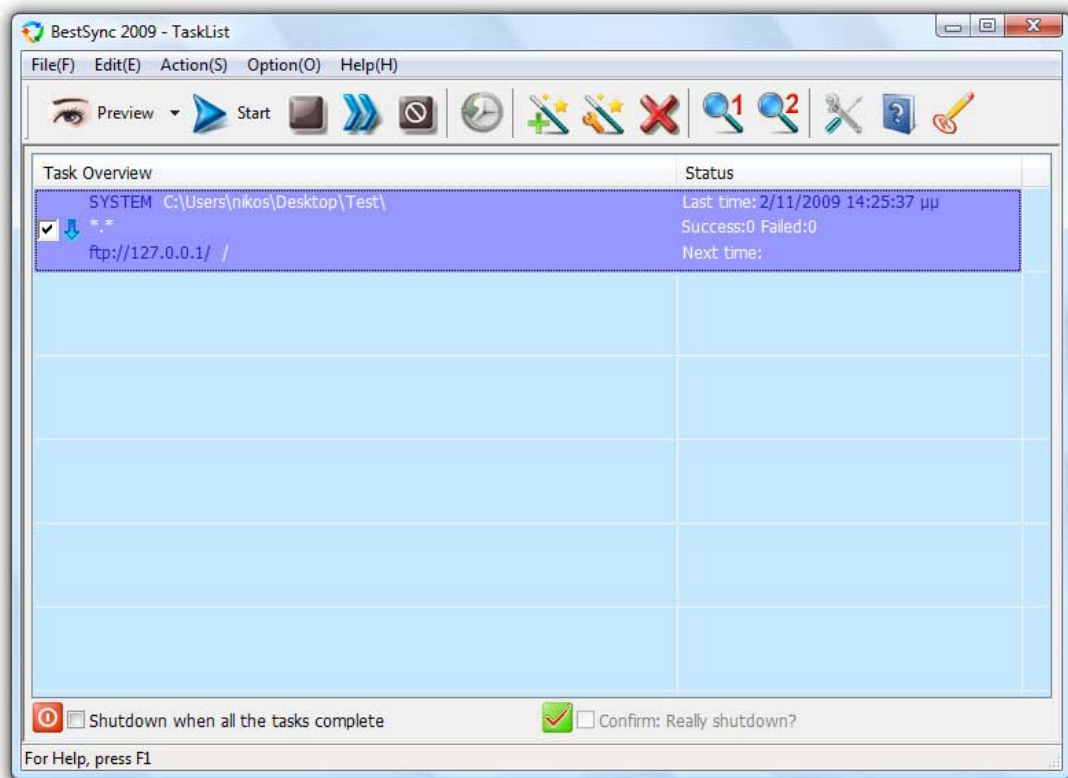 BestSync 2009 - TaskList
File(F) Edit(E) Action(S) Option(O) Help(H)
Preview Start 1 2
Task Overview Status
SYSTEM C:\Users\nikos\Desktop\Test\ Last time: 2/11/2009 14:25:37 μμ
*.* Success:0 Failed:0
ftp://127.0.0.1/ / Next time:
Shutdown when all the tasks complete Confirm: Really shutdown?
For Help, press F1